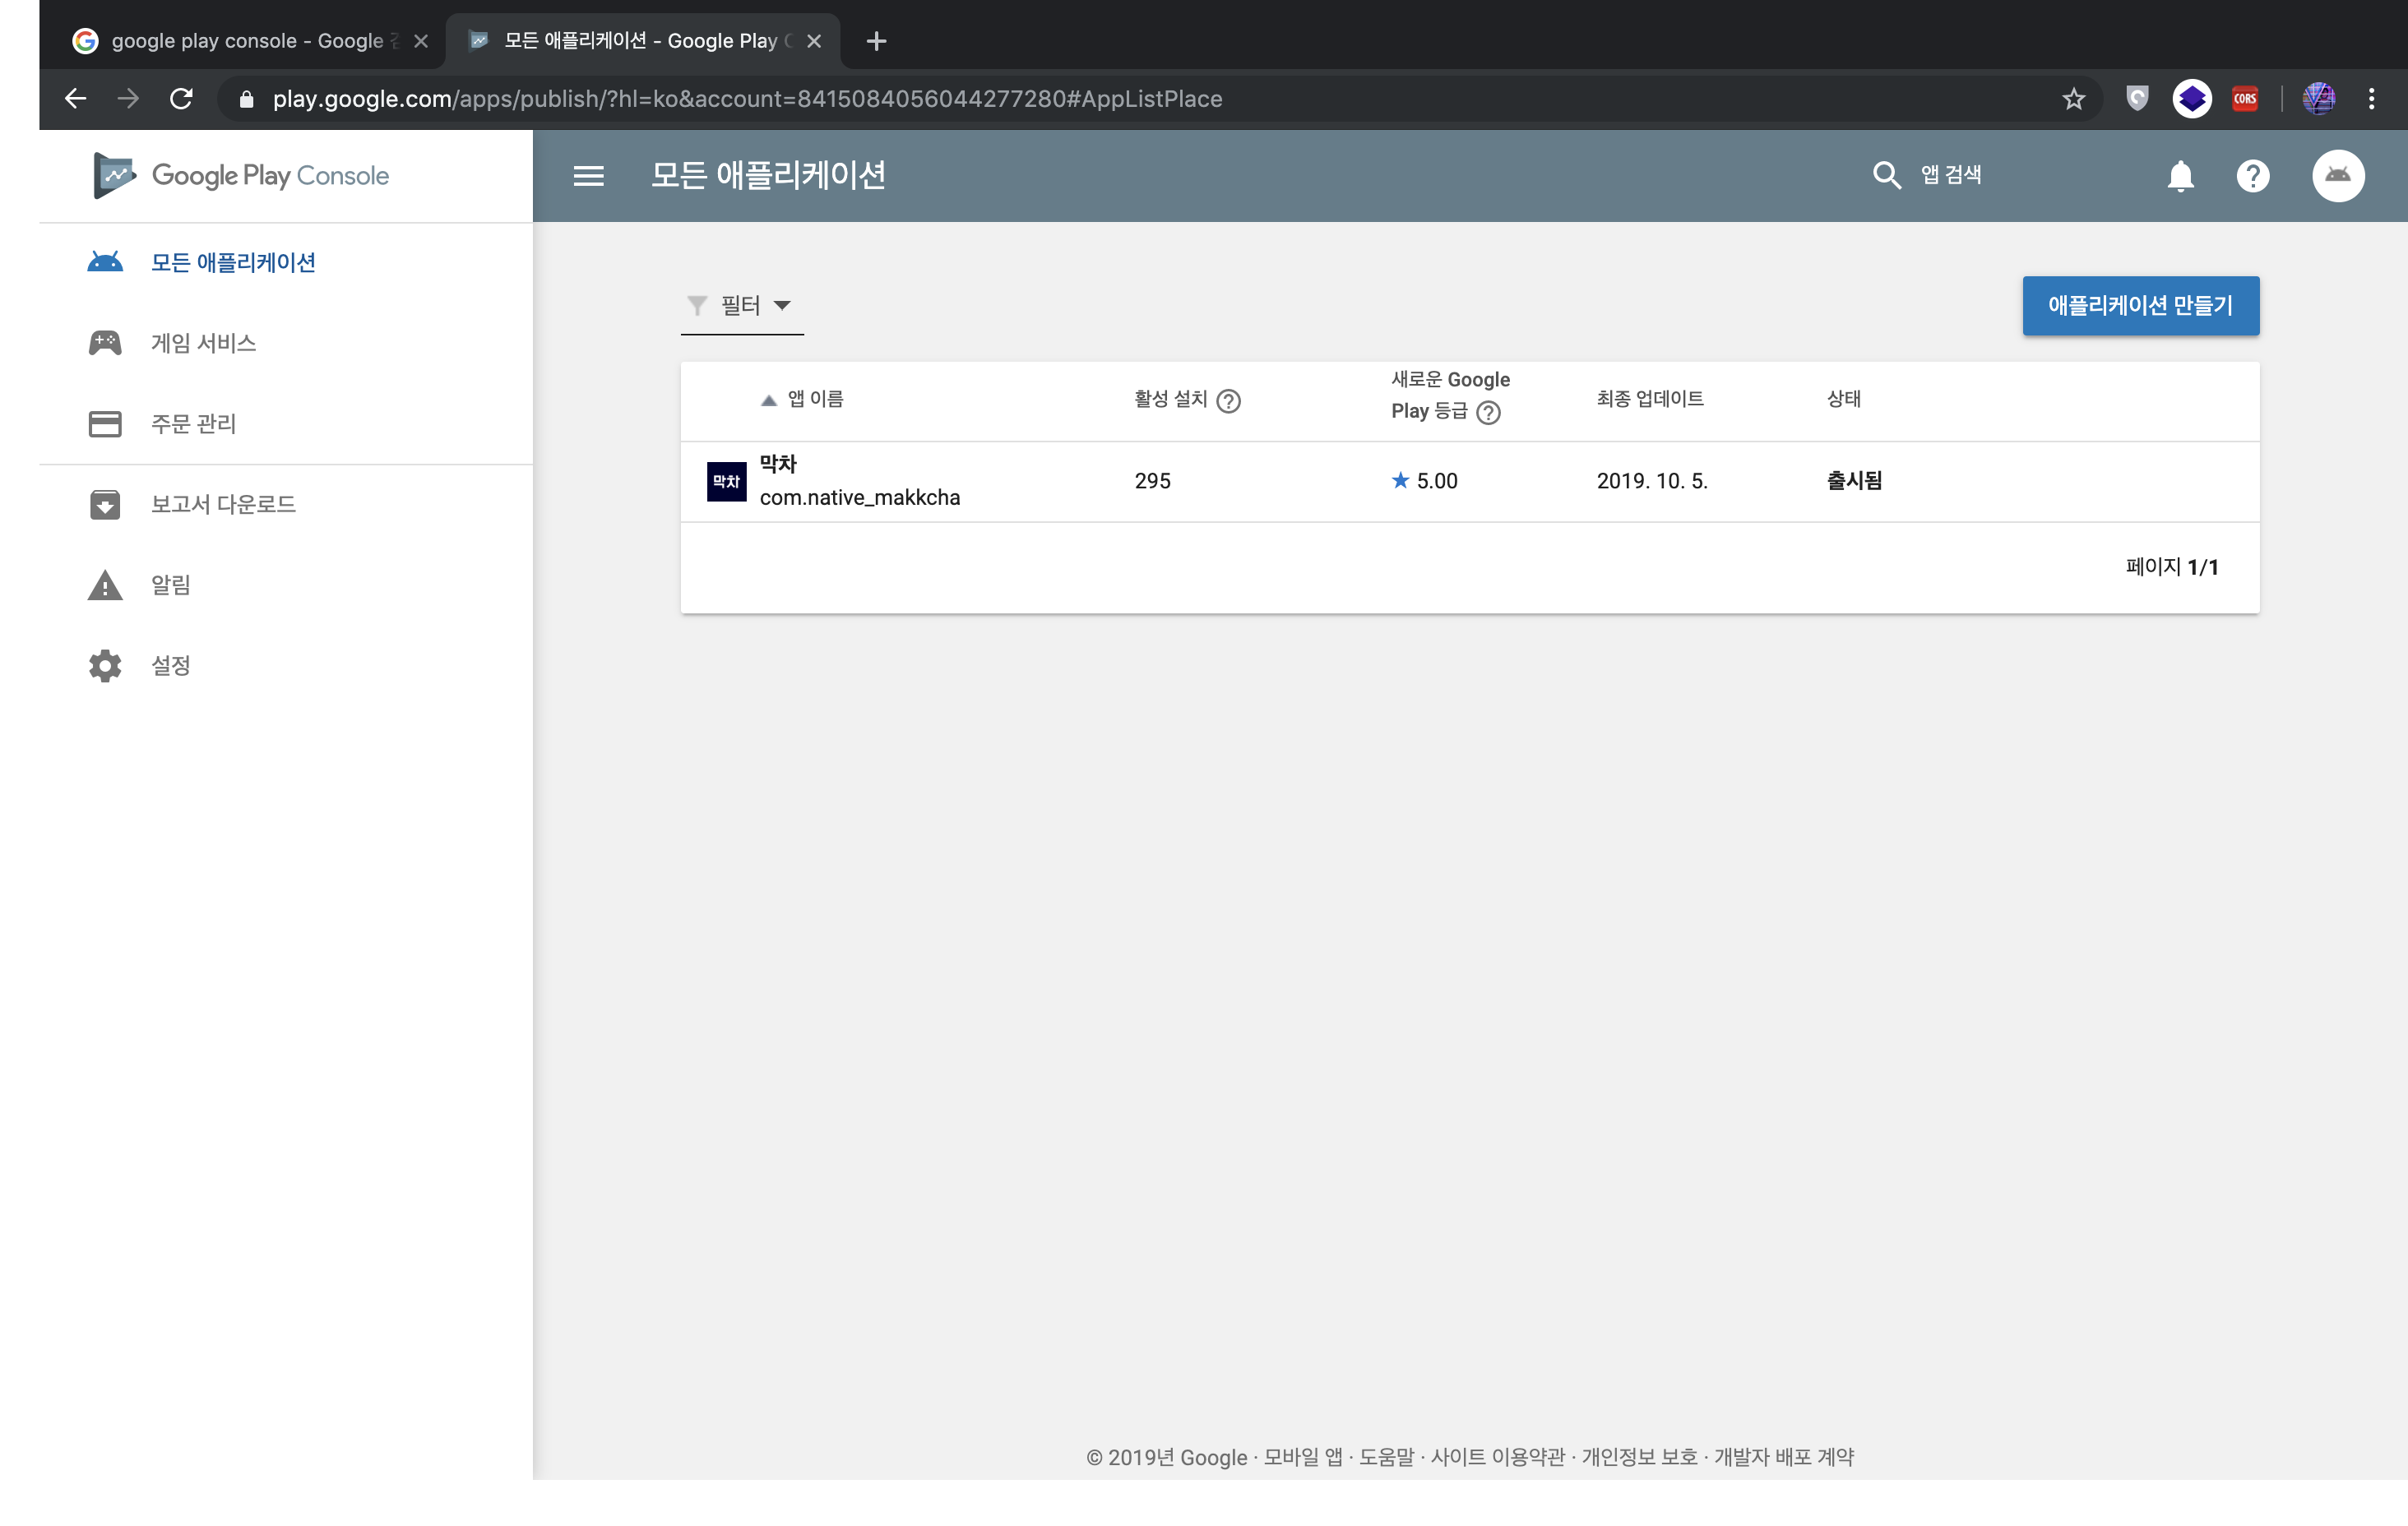 google play console - Google
모든 애플리케이션 - Google Play
play.google.com/apps/publish/?hl=ko&account=8415084056044277280#AppListPlace
CORS
Google Play Console
모든 애플리케이션
앱 검색
모든 애플리케이션
게임 서비스
주문 관리
보고서 다운로드
알림
설정
필터
애플리케이션 만들기
앱 이름
활성 설치
새로운 Google
Play 등급
최종 업데이트
상태
막차
막차
com.native_makkcha
295
5.00
2019. 10. 5.
출시됨
페이지 1/1
© 2019년 Google · 모바일 앱 · 도움말 · 사이트 이용약관 · 개인정보 보호 · 개발자 배포 계약